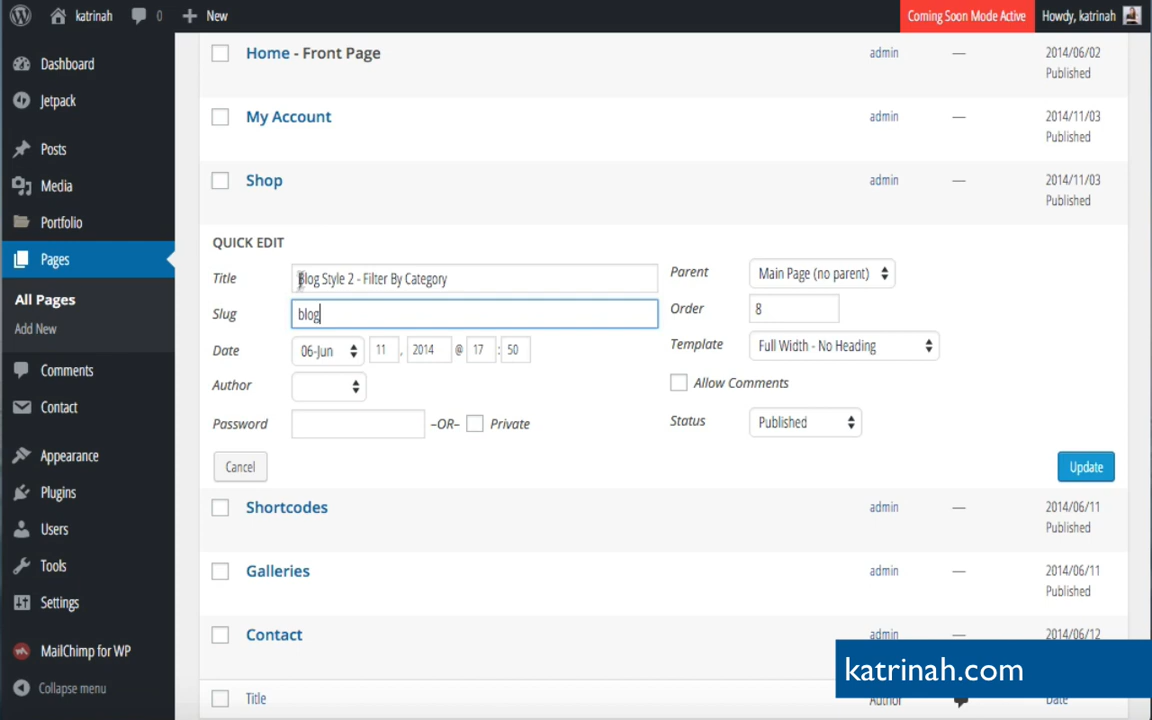 katrinah 0 New Coming Soon Mode Active Howdy, katrinah
Dashboard
Jetpack
Posts
Media
Portfolio
Pages
All Pages
Add New
Comments
Contact
Appearance
Plugins
Users
Tools
Settings
MailChimp for WP
Collapse menu
Home - Front Page admin — 2014/06/02
Published
My Account admin — 2014/11/03
Published
Shop admin — 2014/11/03
Published
QUICK EDIT
Title Blog Style 2 - Filter By Category
Slug blog
Date 06-Jun 11 , 2014 @ 17 : 50
Author
Password –OR– Private
Parent Main Page (no parent)
Order 8
Template Full Width - No Heading
Allow Comments
Status Published
Cancel Update
Shortcodes admin — 2014/06/11
Published
Galleries admin — 2014/06/11
Published
Contact admin — 2014/06/12
katrinah.com
Title Author Date